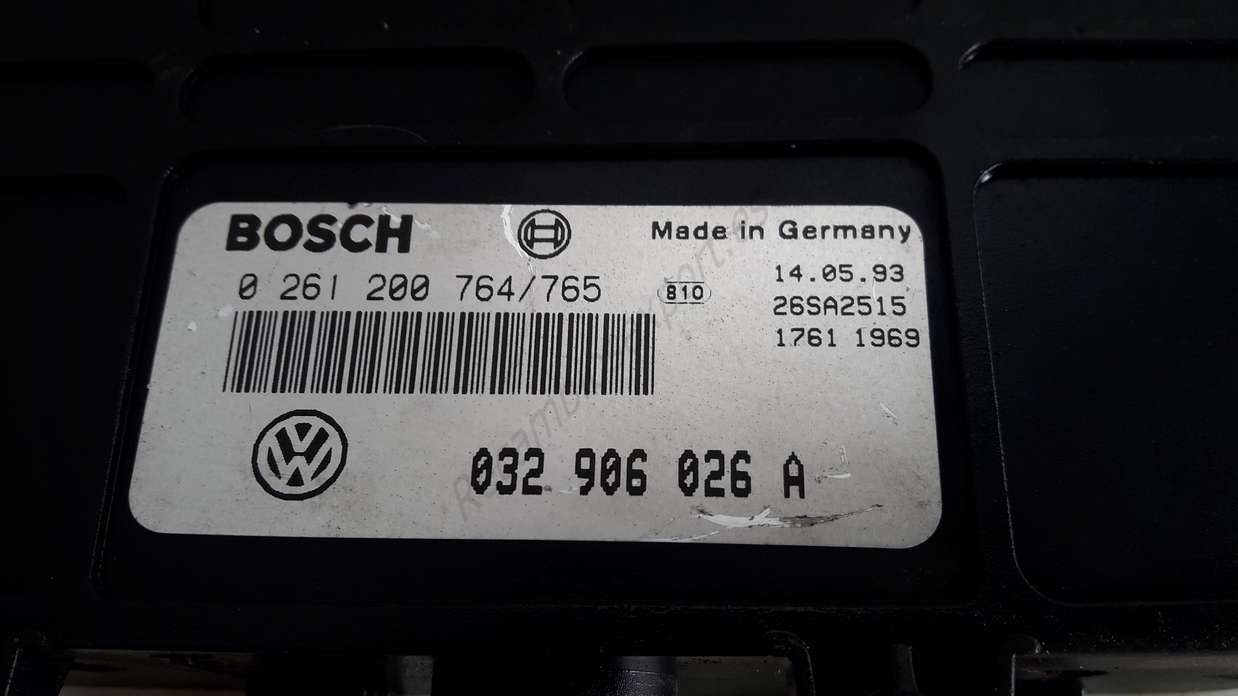 BOSCH
Made in Germany
0 261 200 764/765
810
14.05.93
26SA2515
1761 1969
032 906 026 A